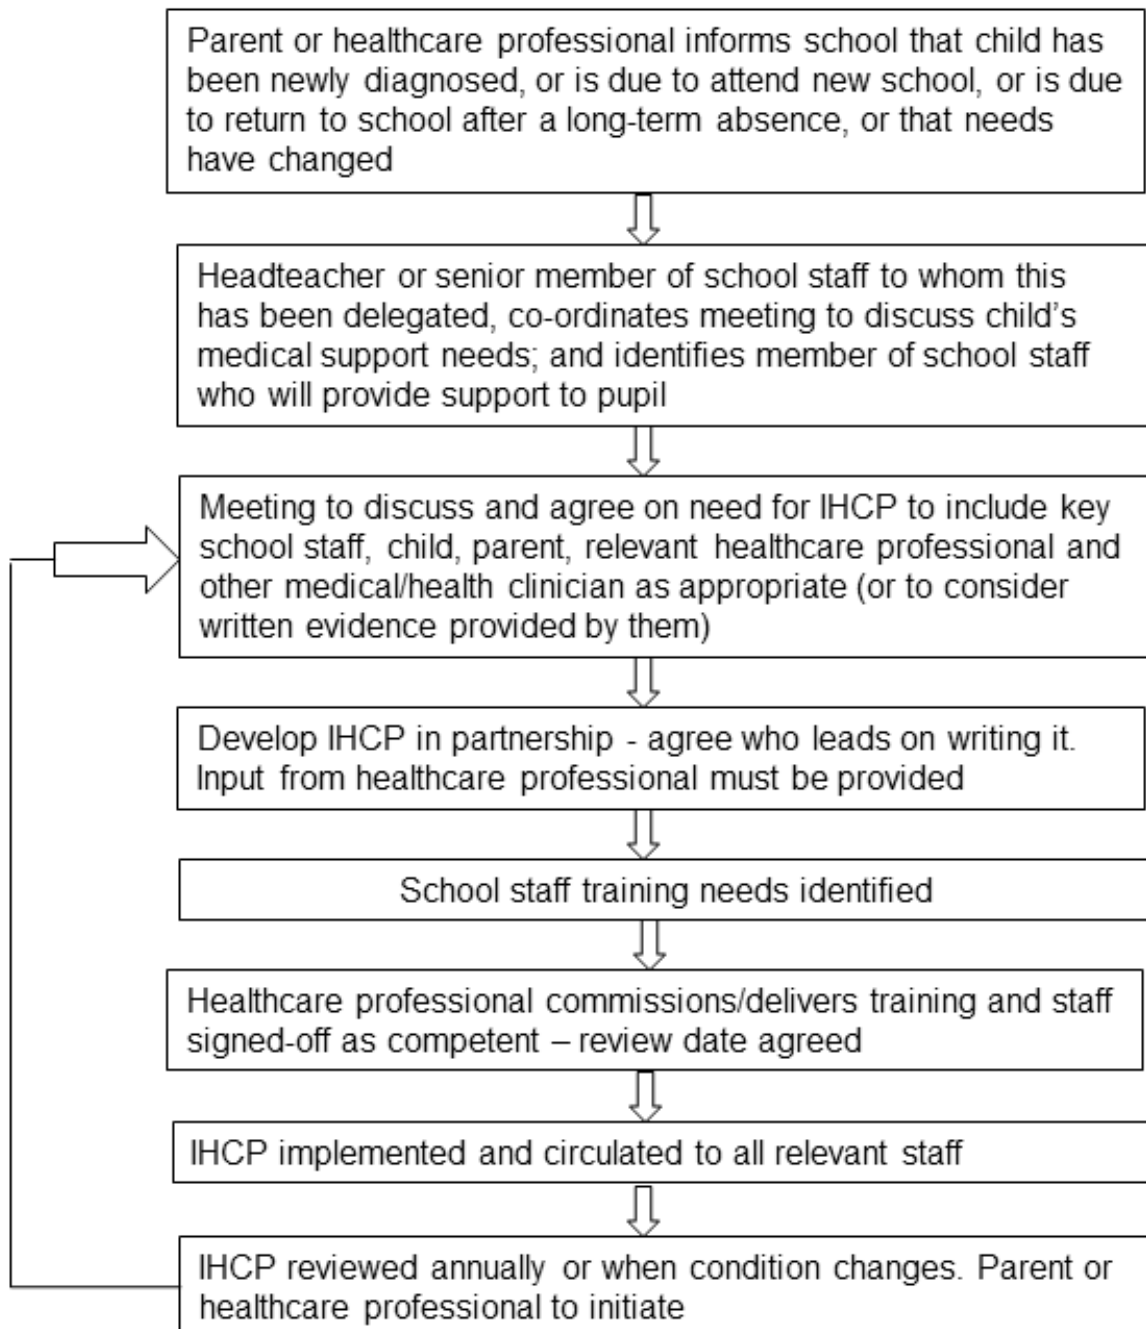 Parent or healthcare professional informs school that child has
been newly diagnosed, or is due to attend new school, or is due
to return to school after a long-term absence, or that needs
have changed
Headteacher or senior member of school staff to whom this
has been delegated, co-ordinates meeting to discuss child's
medical support needs; and identifies member of school staff
who will provide support to pupil
Meeting to discuss and agree on need for IHCP to include key
school staff, child, parent, relevant healthcare professional and
other medical/health clinician as appropriate (or to consider
written evidence provided by them)
Develop IHCP in partnership - agree who leads on writing it.
Input from healthcare professional must be provided
School staff training needs identified
Healthcare professional commissions/delivers training and staff
signed-off as competent – review date agreed
IHCP implemented and circulated to all relevant staff
IHCP reviewed annually or when condition changes. Parent or
healthcare professional to initiate